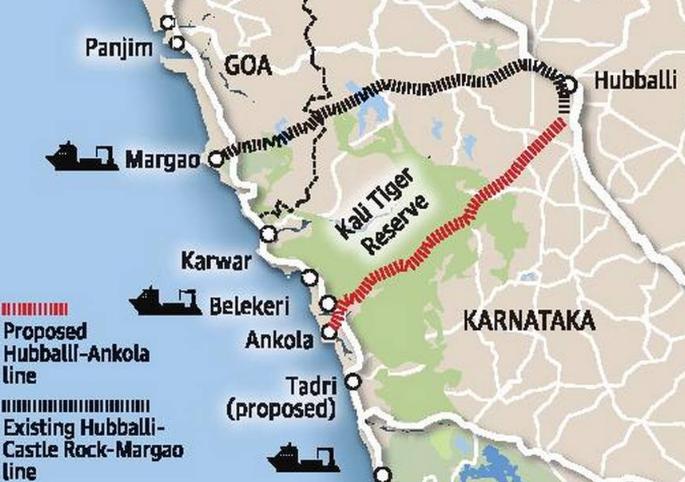 Panjim
GOA
Hubballi
Margao
Kali Tiger
Reserve
Karwar
Belekeri
Ankola
KARNATAKA
Tadri
(proposed)
Proposed
Hubballi-Ankola
line
Existing Hubballi-
Castle Rock-Margao
line